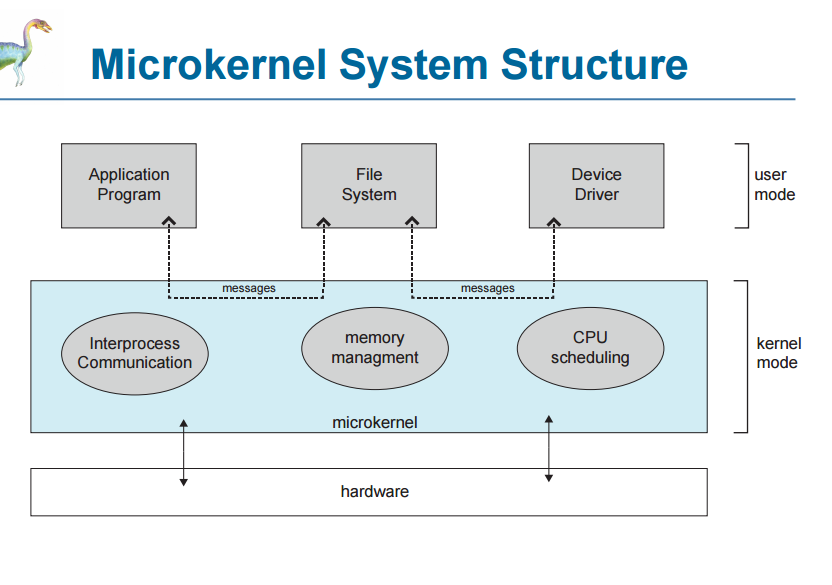 Microkernel System Structure
Application
Program
File
System
Device
Driver
user
mode
messages
messages
Interprocess
Communication
memory
managment
CPU
scheduling
kernel
mode
microkernel
hardware